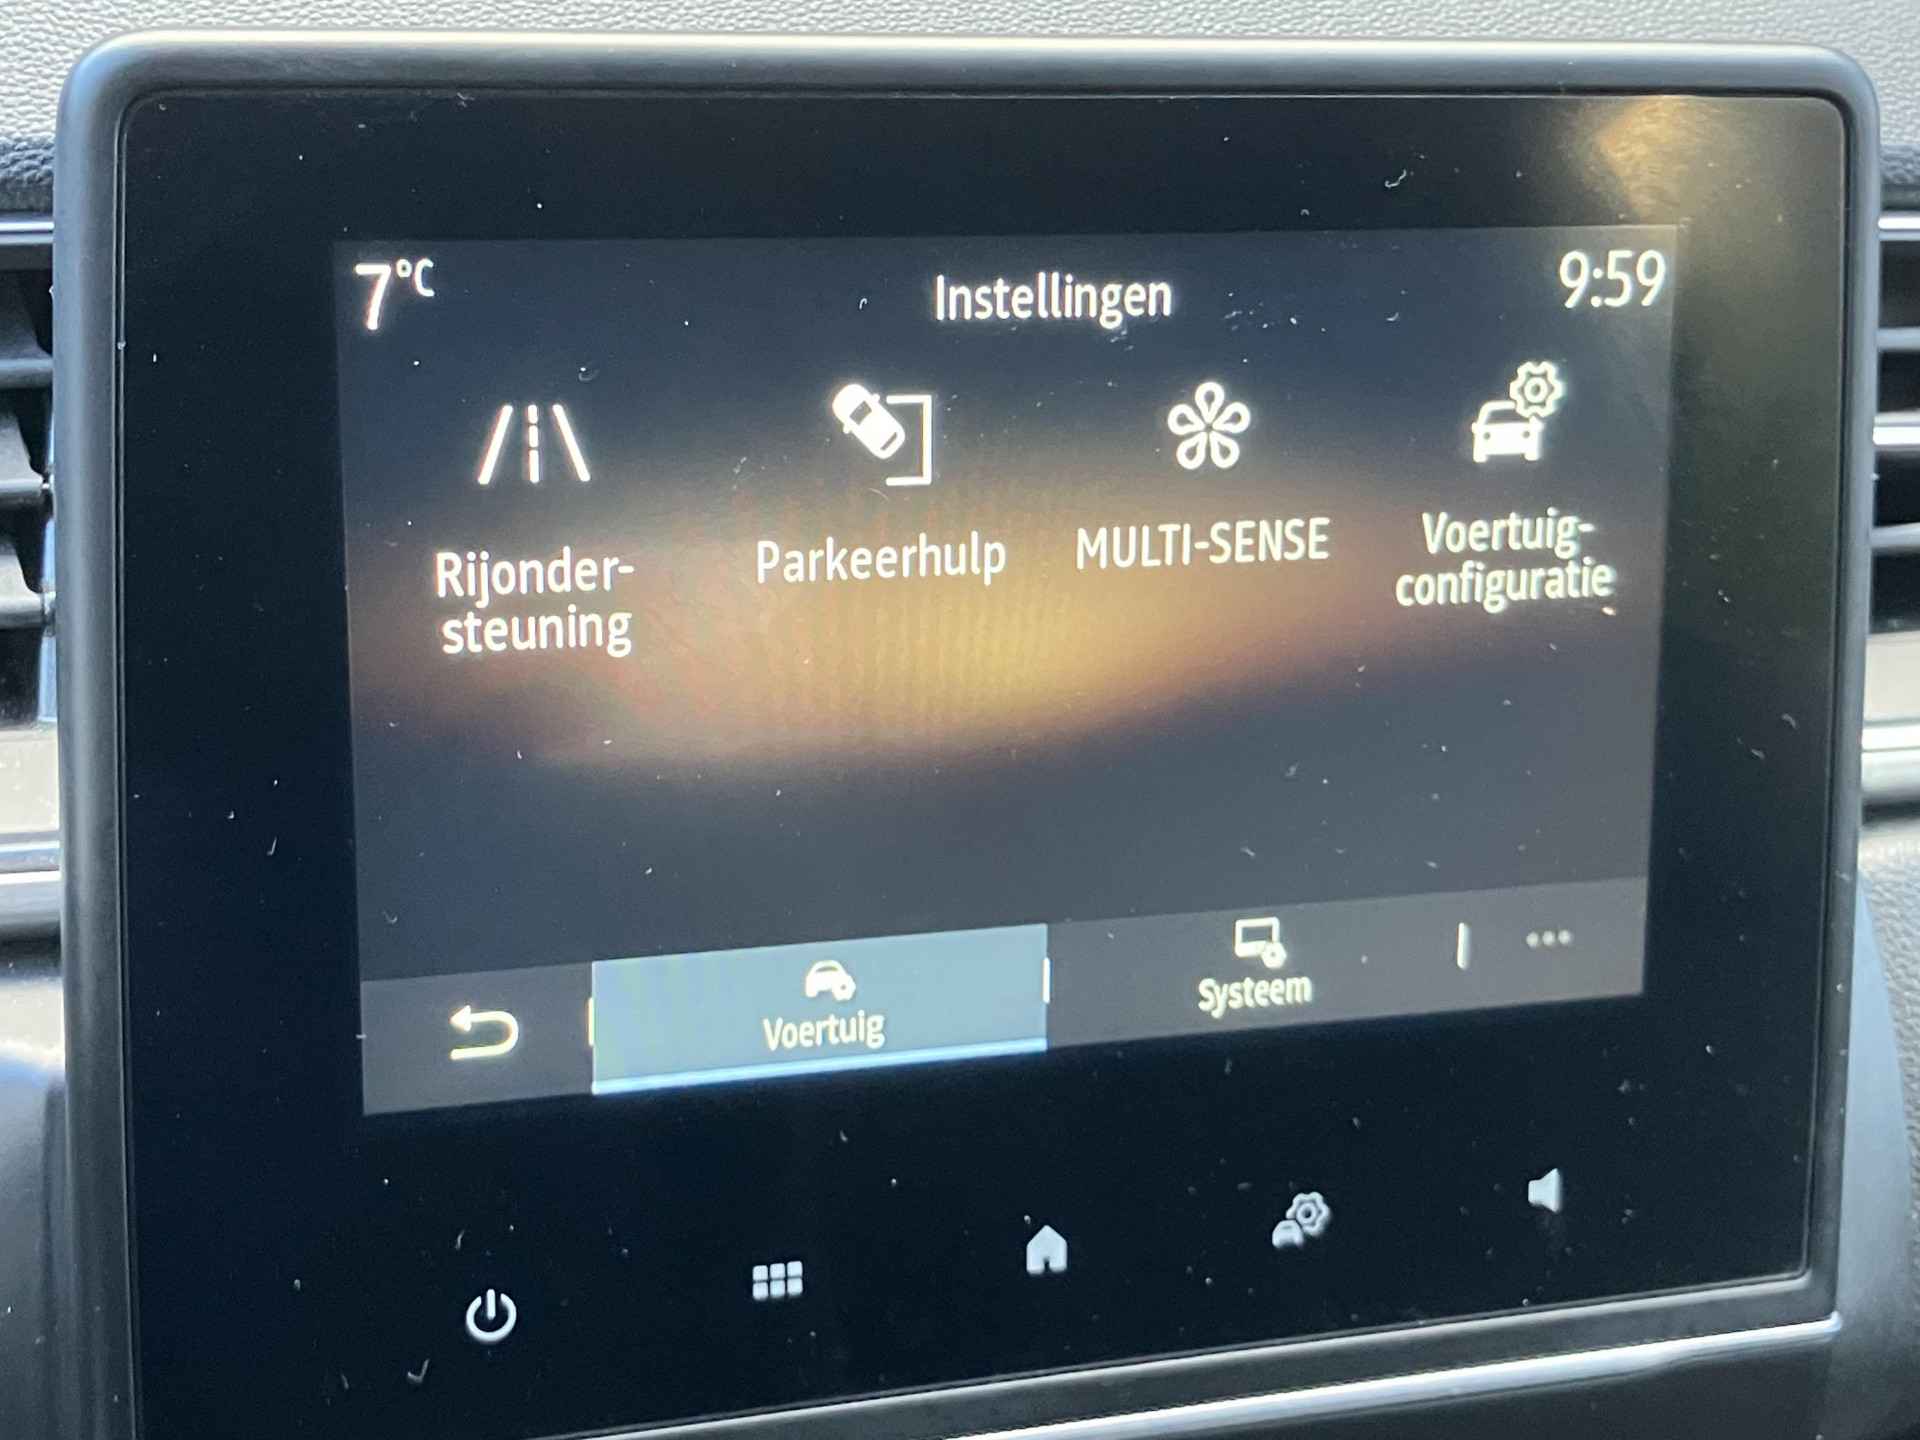 7°C
Instellingen
9:59
Rijonder-
steuning
Parkeerhulp
MULTI-SENSE
Voertuig-
configuratie
Voertuig
Systeem